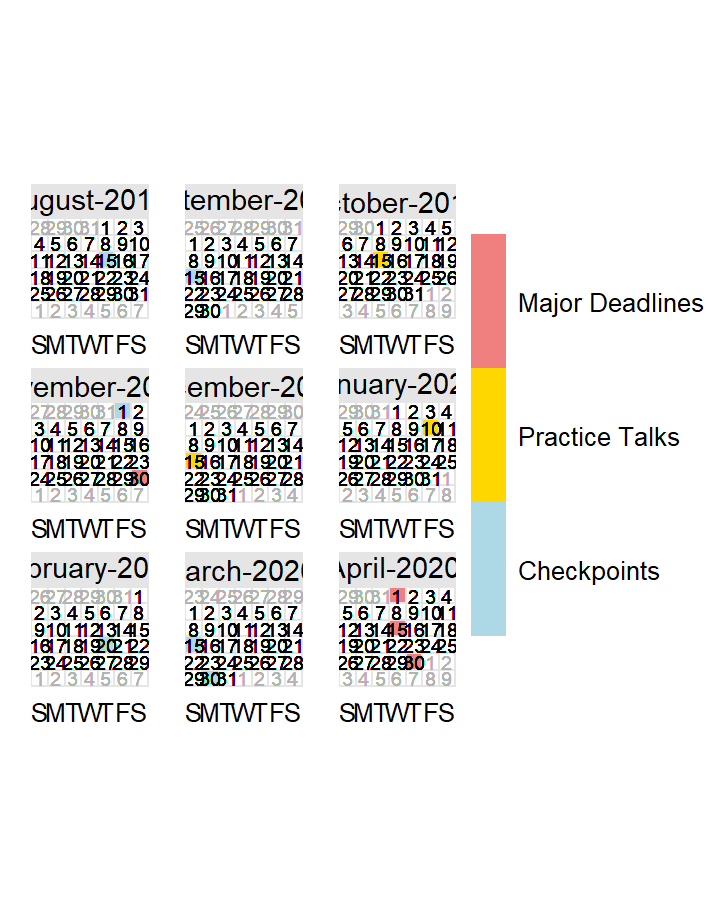 ugust-201
28 29 30 31 1 2 3
4 5 6 7 8 9 10
11 12 13 14 15 16 17
18 19 20 21 22 23 24
25 26 27 28 29 30 31
1 2 3 4 5 6 7
S M T W T F S
tember-20
25 26 27 28 29 30 31
1 2 3 4 5 6 7
8 9 10 11 12 13 14
15 16 17 18 19 20 21
22 23 24 25 26 27 28
29 30 1 2 3 4 5
S M T W T F S
tober-201
29 30 1 2 3 4 5
6 7 8 9 10 11 12
13 14 15 16 17 18 19
20 21 22 23 24 25 26
27 28 29 30 31 1 2
3 4 5 6 7 8 9
S M T W T F S
vember-20
27 28 29 30 31 1 2
3 4 5 6 7 8 9
10 11 12 13 14 15 16
17 18 19 20 21 22 23
24 25 26 27 28 29 30
1 2 3 4 5 6 7
S M T W T F S
ember-20
24 25 26 27 28 29 30
1 2 3 4 5 6 7
8 9 10 11 12 13 14
15 16 17 18 19 20 21
22 23 24 25 26 27 28
29 30 31 1 2 3 4
S M T W T F S
nuary-202
29 30 31 1 2 3 4
5 6 7 8 9 10 11
12 13 14 15 16 17 18
19 20 21 22 23 24 25
26 27 28 29 30 31 1
2 3 4 5 6 7 8
S M T W T F S
bruary-20
26 27 28 29 30 31 1
2 3 4 5 6 7 8
9 10 11 12 13 14 15
16 17 18 19 20 21 22
23 24 25 26 27 28 29
1 2 3 4 5 6 7
S M T W T F S
arch-2020
23 24 25 26 27 28 29
1 2 3 4 5 6 7
8 9 10 11 12 13 14
15 16 17 18 19 20 21
22 23 24 25 26 27 28
29 30 31 1 2 3 4
S M T W T F S
April-2020
29 30 31 1 2 3 4
5 6 7 8 9 10 11
12 13 14 15 16 17 18
19 20 21 22 23 24 25
26 27 28 29 30 1 2
3 4 5 6 7 8 9
S M T W T F S
Major Deadlines
Practice Talks
Checkpoints